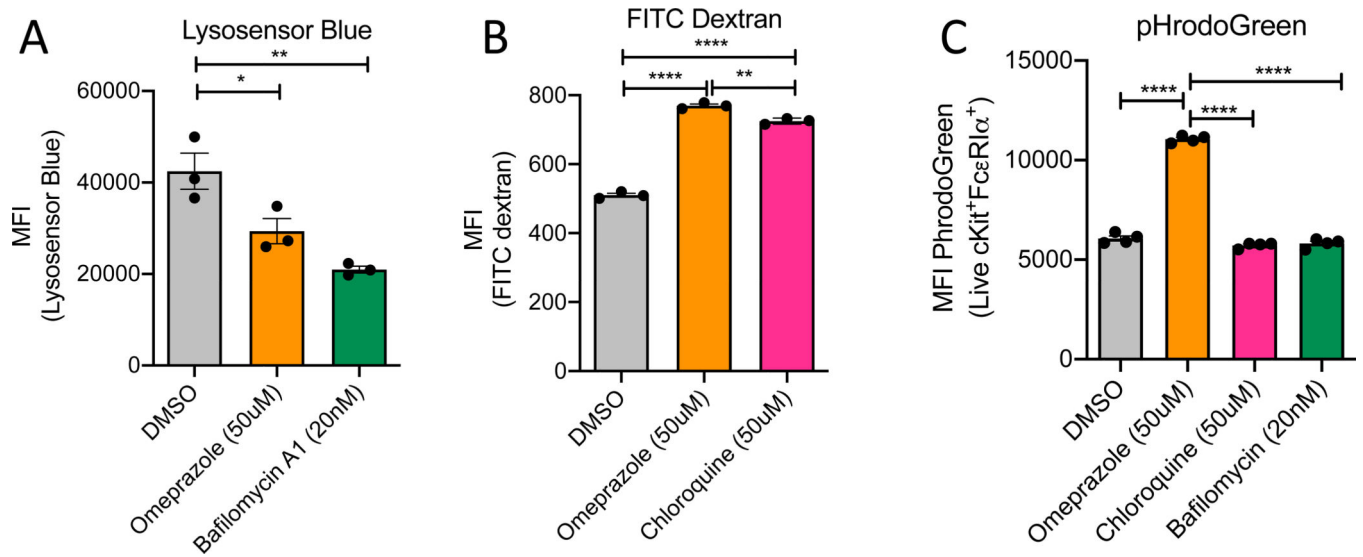 A
Lysosensor Blue
**
*
60000
40000
20000
0
MFI
(Lysosensor Blue)
DMSO
Omeprazole (50uM)
Bafilomycin A1 (20nM)
B
FITC Dextran
****
****
**
800
600
400
200
0
MFI
(FITC dextran)
DMSO
Omeprazole (50uM)
Chloroquine (50uM)
C
pHrodoGreen
****
****
****
15000
10000
5000
0
MFI PhrodoGreen
(Live cKit⁺FcεRIα⁺)
DMSO
Omeprazole (50uM)
Chloroquine (50uM)
Bafilomycin (20nM)